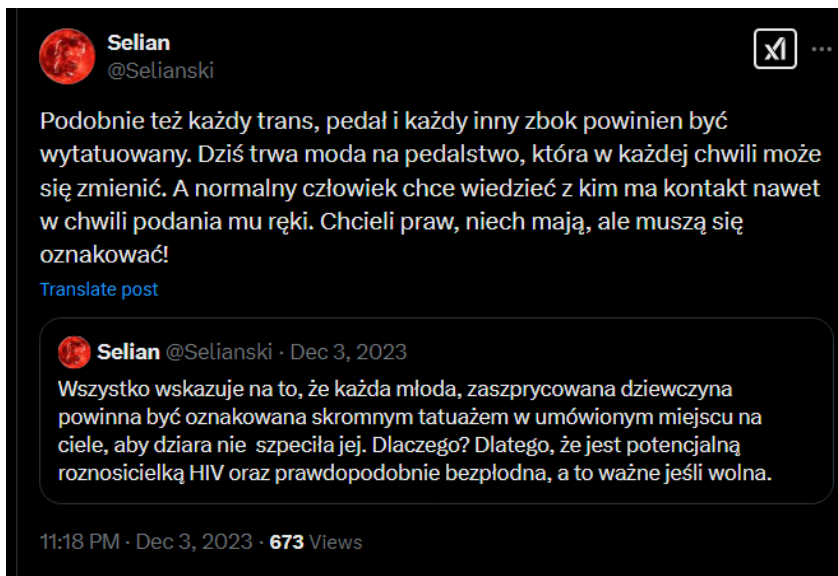 Selian
@Selianski
Podobnie też każdy trans, pedał i każdy inny zbok powinien być
wytatuowany. Dziś trwa moda na pedalstwo, która w każdej chwili może
się zmienić. A normalny człowiek chce wiedzieć z kim ma kontakt nawet
w chwili podania mu ręki. Chcieli praw, niech mają, ale muszą się
oznakować!
Translate post
Selian @Selianski · Dec 3, 2023
Wszystko wskazuje na to, że każda młoda, zaszprycowana dziewczyna
powinna być oznakowana skromnym tatuażem w umówionym miejscu na
ciele, aby dziara nie szpeciła jej. Dlaczego? Dlatego, że jest potencjalną
roznosicielką HIV oraz prawdopodobnie bezpłodna, a to ważne jeśli wolna.
11:18 PM · Dec 3, 2023 · 673 Views